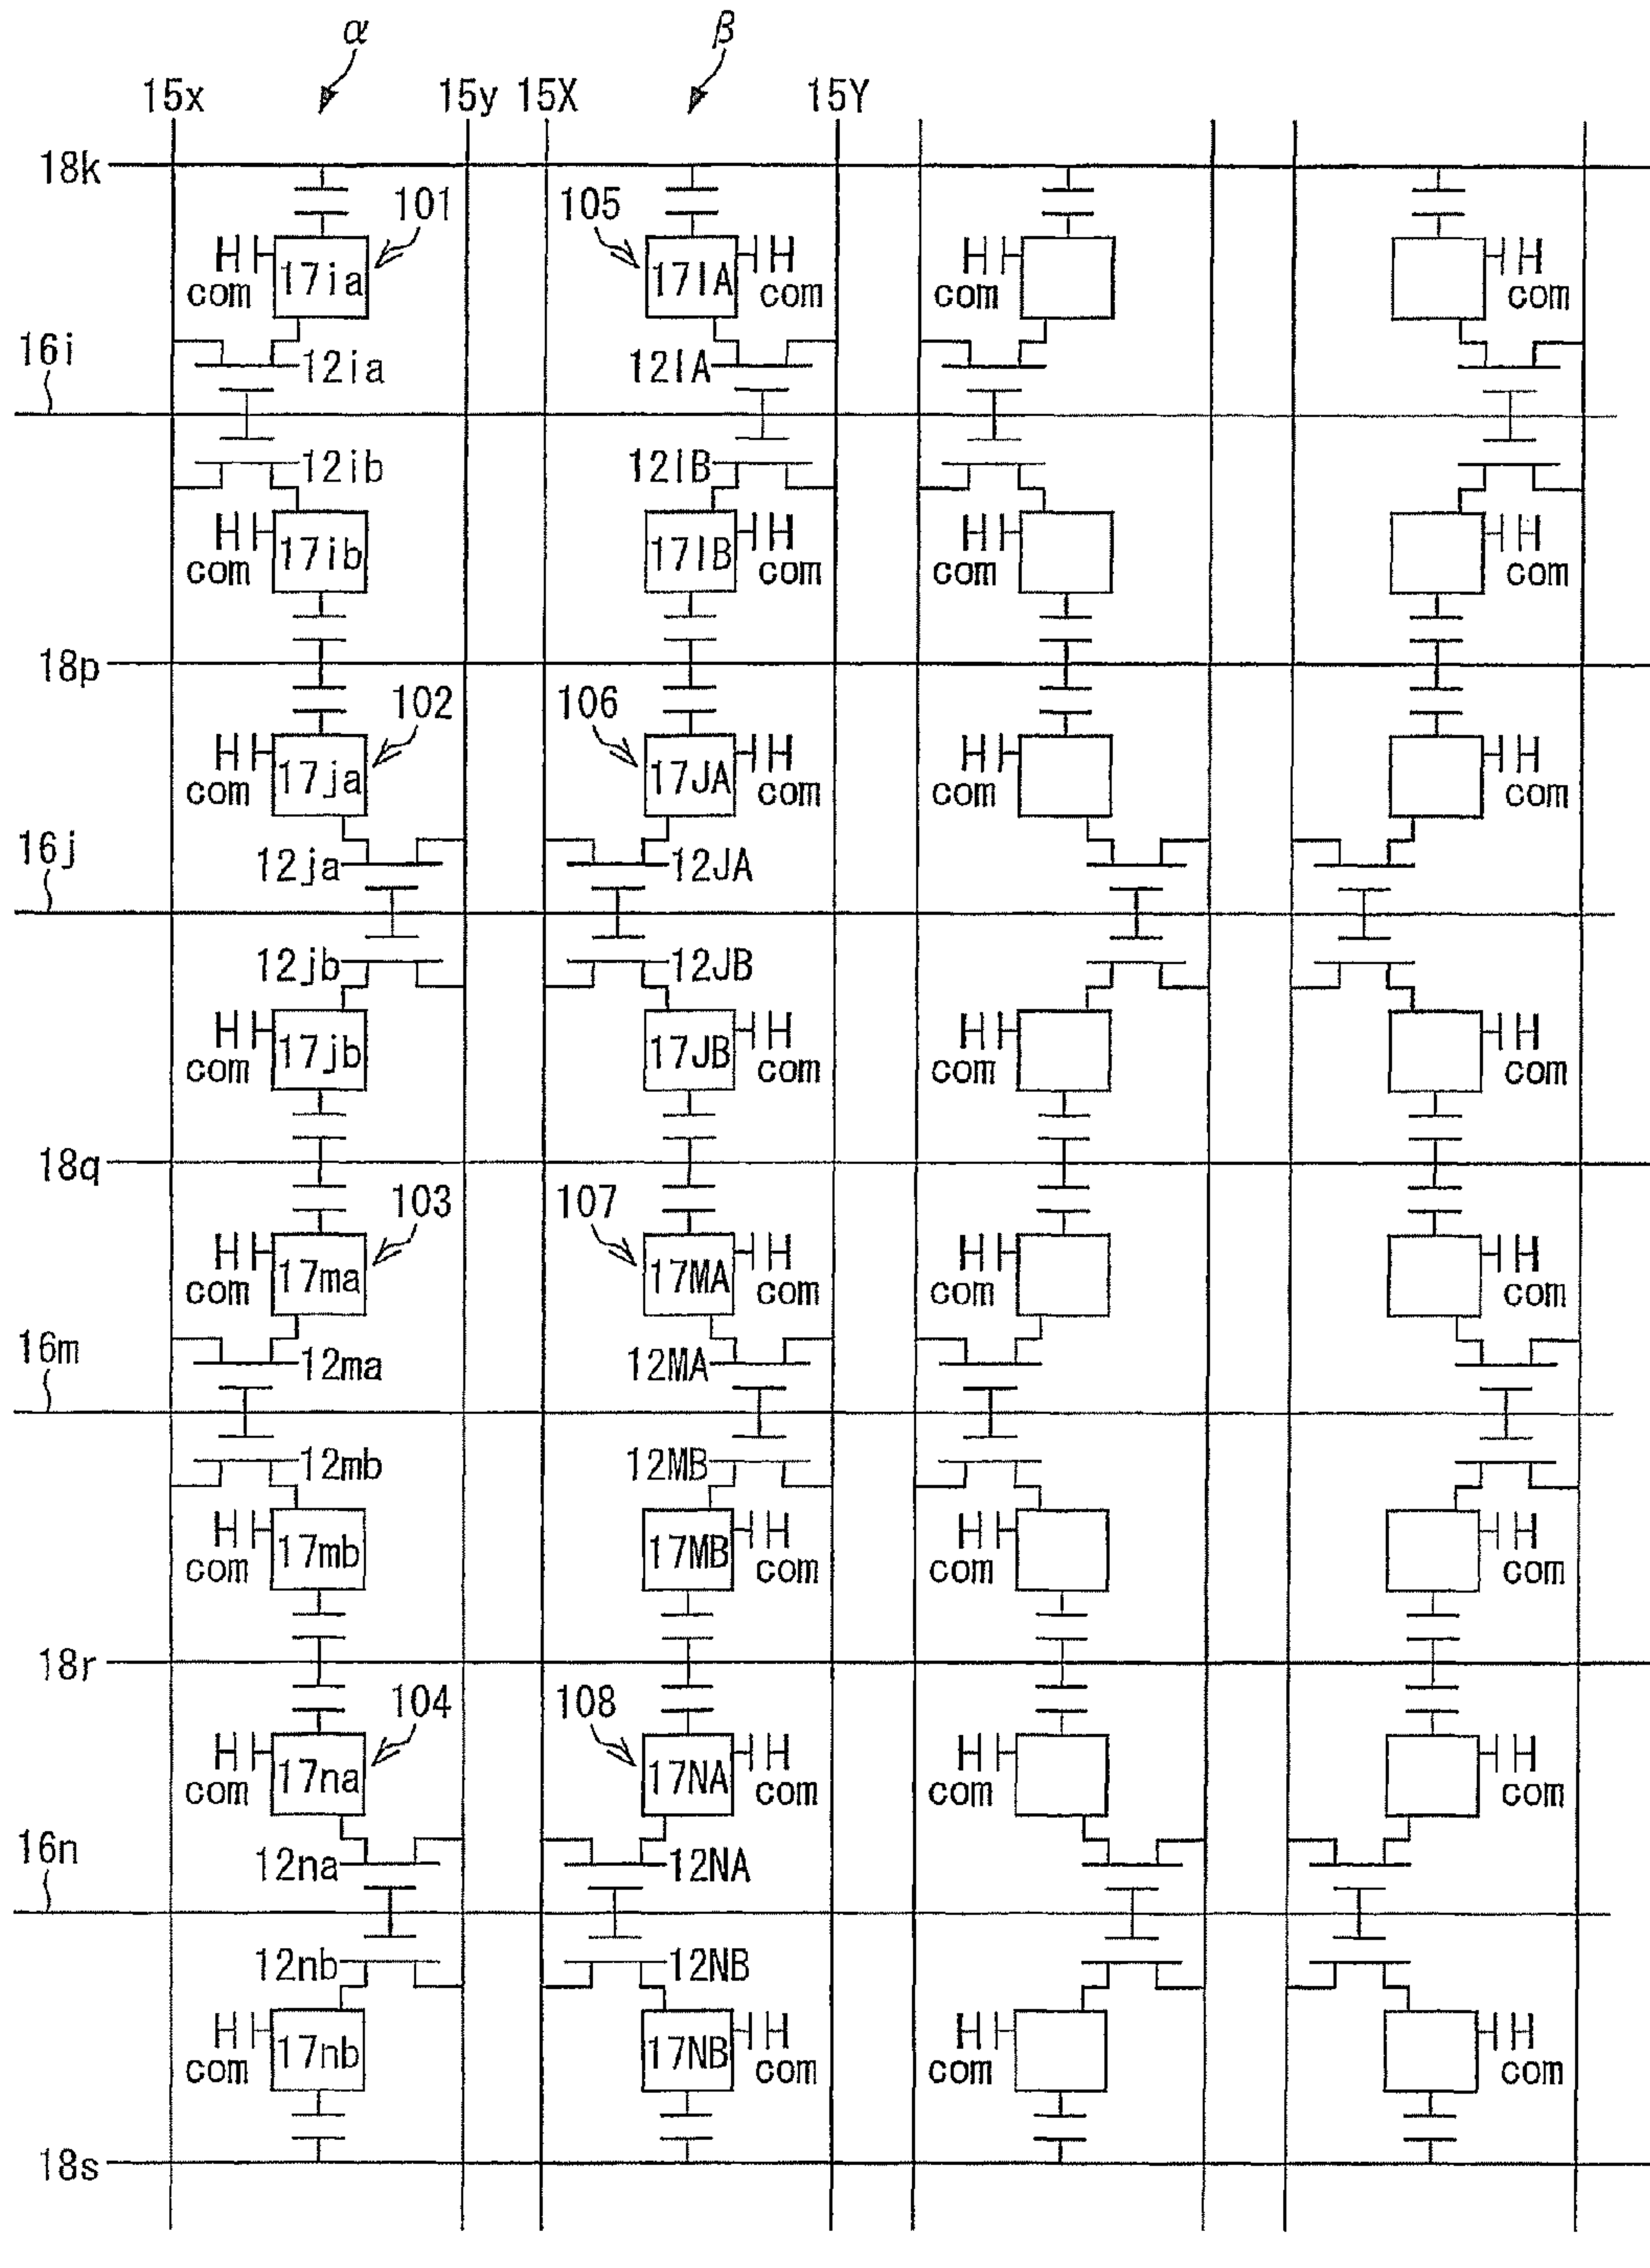 α β
15x 15y 15X 15Y
18k
101 105
com 17ia 17IA com com com
16i 12ia 12IA
12ib 12IB
com 17ib 17IB com com com
18p
102 106
com 17ja 17JA com com com
16j 12ja 12JA
12jb 12JB
com 17jb 17JB com com com
18q
103 107
com 17ma 17MA com com com
16m 12ma 12MA
12mb 12MB
com 17mb 17MB com com com
18r
104 108
com 17na 17NA com com com
16n 12na 12NA
12nb 12NB
com 17nb 17NB com com com
18s